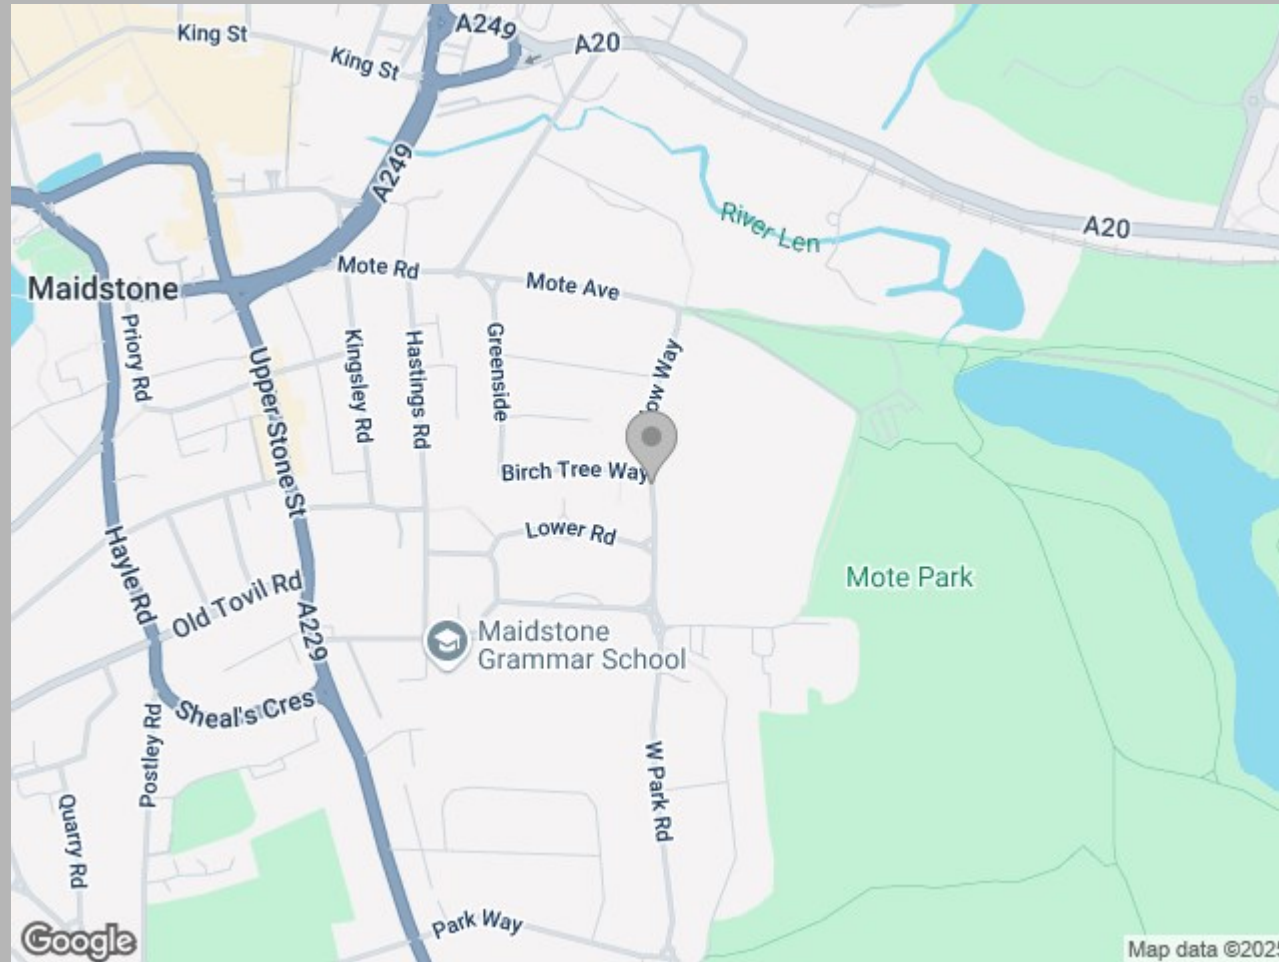 King St
King St
A249
A20
A249
River Len
A20
Mote Rd
Mote Ave
Maidstone
Priory Rd
Kingsley Rd
Hastings Rd
Greenside
ow Way
Upper Stone St
Birch Tree Way
Lower Rd
Hayle Rd
Old Tovil Rd
A229
Mote Park
Maidstone
Grammar School
Sheal's Cres
Postley Rd
W Park Rd
Quarry Rd
Park Way
Google
Map data ©2025